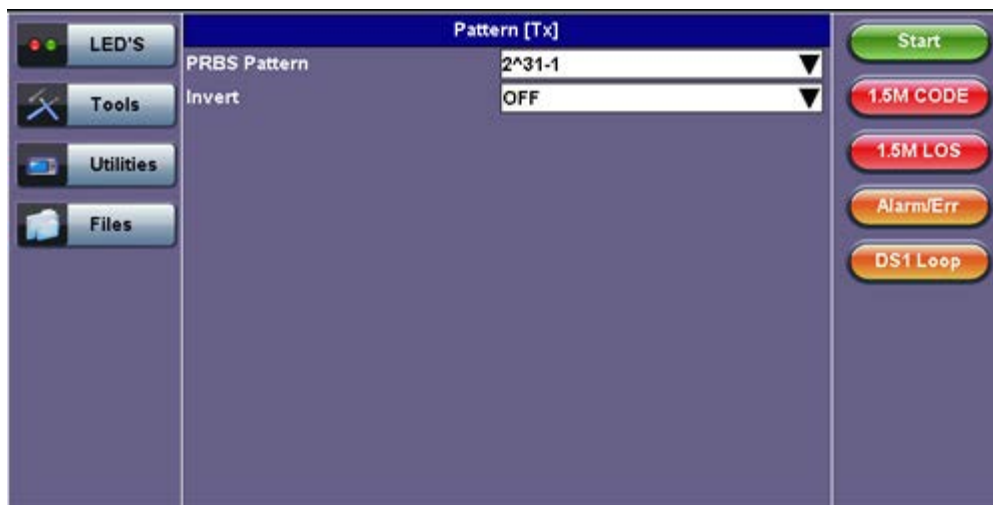 LED'S
Tools
Utilities
Files
Pattern [Tx]
PRBS Pattern 2^31-1
Invert OFF
Start
1.5M CODE
1.5M LOS
Alarm/Err
DS1 Loop